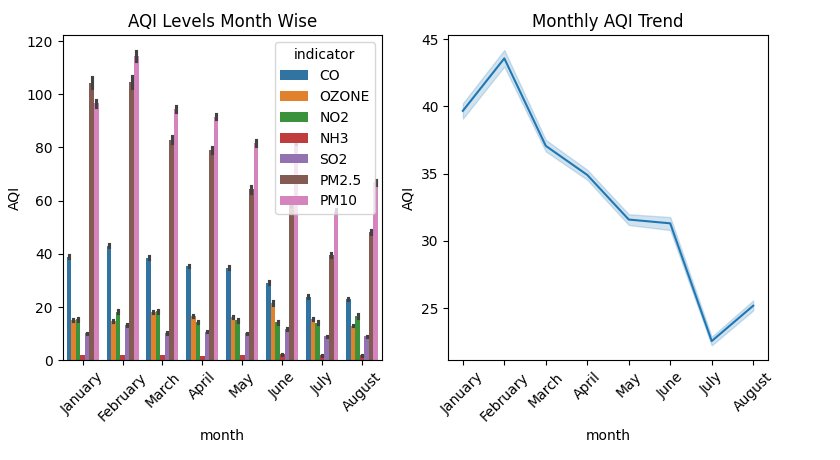 AQI Levels Month Wise
120
100
80
60
40
20
0
AQI
indicator
CO
OZONE
NO2
NH3
SO2
PM2.5
PM10
January
February
March
April
May
June
July
August
month
Monthly AQI Trend
45
40
35
30
25
AQI
January
February
March
April
May
June
July
August
month